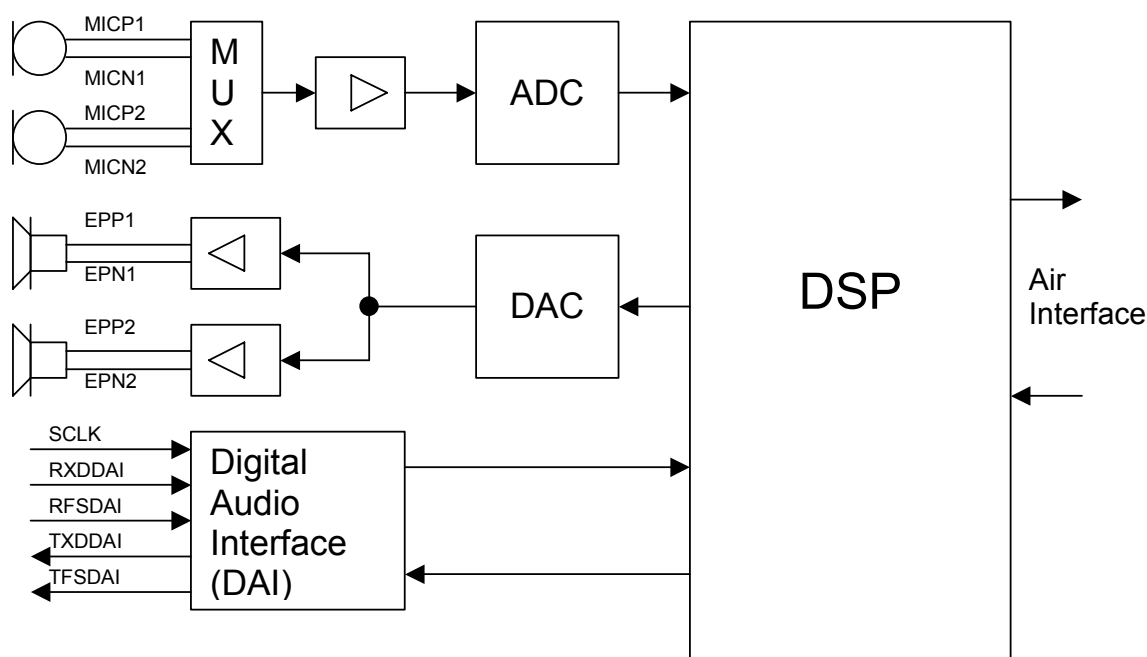 MICP1
MICN1
MICP2
MICN2
M
U
X
ADC
EPP1
EPN1
EPP2
EPN2
DAC
DSP
Air
Interface
SCLK
RXDDAI
RFSDAI
TXDDAI
TFSDAI
Digital
Audio
Interface
(DAI)